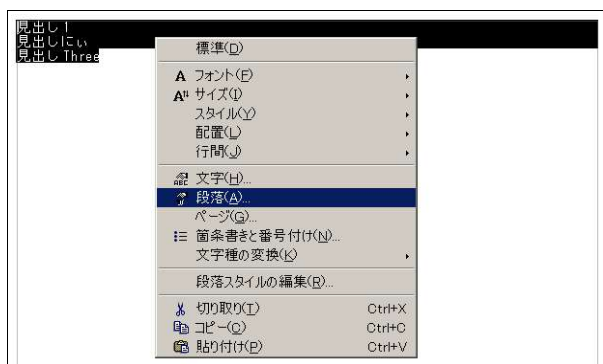 見出し 1
見出しにぃ
見出し Three
標準(D)
フォント(F)
サイズ(I)
スタイル(Y)
配置(L)
行間(J)
文字(H)...
段落(A)...
ページ(G)...
箇条書きと番号付け(N)...
文字種の変換(K)
段落スタイルの編集(R)...
切り取り(T) Ctrl+X
コピー(C) Ctrl+C
貼り付け(P) Ctrl+V